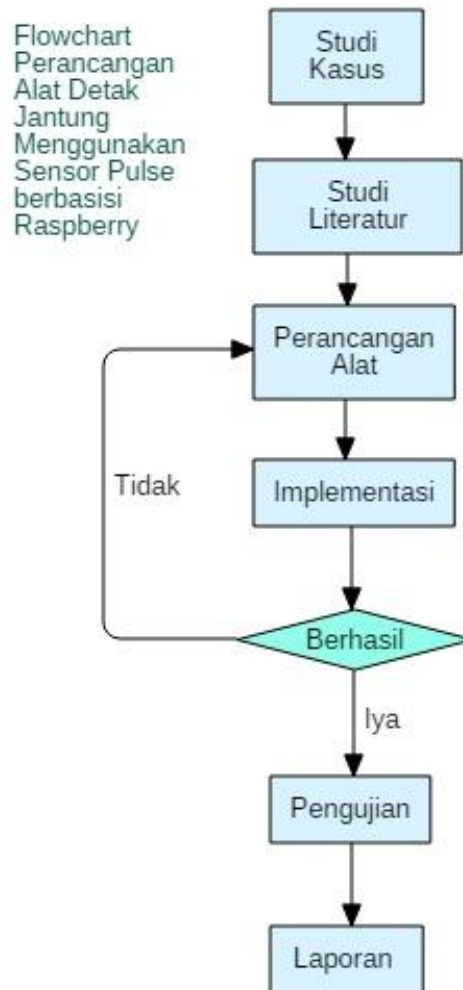 Flowchart
Perancangan
Alat Detak
Jantung
Menggunakan
Sensor Pulse
berbasisi
Raspberry
Studi
Kasus
Studi
Literatur
Perancangan
Alat
Tidak
Implementasi
Berhasil
Iya
Pengujian
Laporan